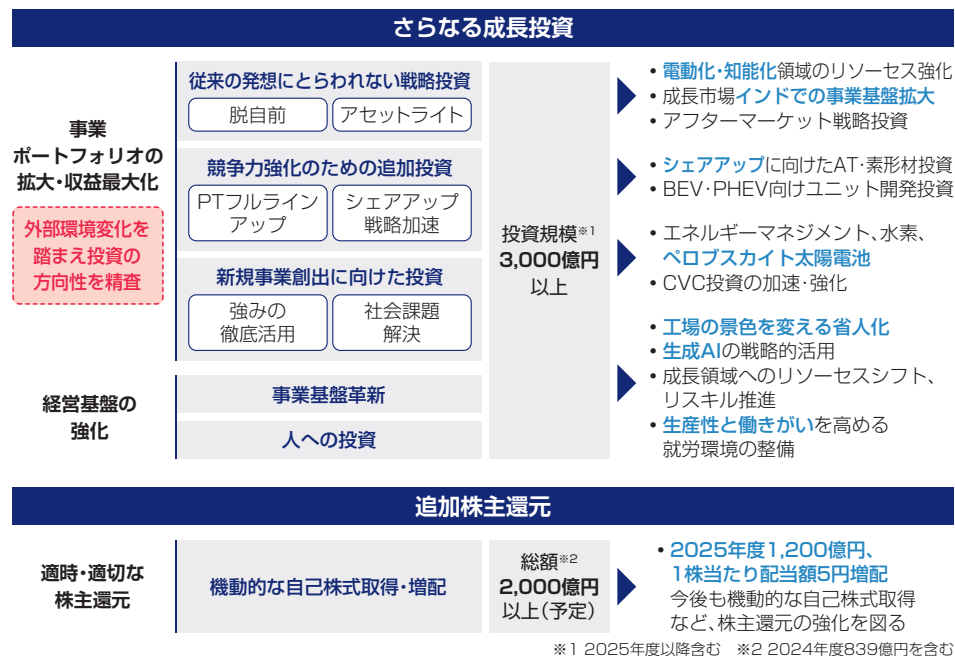 さらなる成長投資
事業
ポートフォリオの
拡大・収益最大化
外部環境変化を
踏まえ投資の
方向性を精査
従来の発想にとらわれない戦略投資
脱自前
アセットライト
競争力強化のための追加投資
PTフルライン
アップ
シェアアップ
戦略加速
新規事業創出に向けた投資
強みの
徹底活用
社会課題
解決
経営基盤の
強化
事業基盤革新
人への投資
投資規模※1
3,000億円
以上
• 電動化・知能化領域のリソーセス強化
• 成長市場インドでの事業基盤拡大
• アフターマーケット戦略投資
• シェアアップに向けたAT・素形材投資
• BEV・PHEV向けユニット開発投資
• エネルギーマネジメント、水素、
ペロブスカイト太陽電池
• CVC投資の加速・強化
• 工場の景色を変える省人化
• 生成AIの戦略的活用
• 成長領域へのリソーセスシフト、
リスキル推進
• 生産性と働きがいを高める
就労環境の整備
追加株主還元
適時・適切な
株主還元
機動的な自己株式取得・増配
総額※2
2,000億円
以上（予定）
• 2025年度1,200億円、
1株当たり配当額5円増配
今後も機動的な自己株式取得
など、株主還元の強化を図る
※1 2025年度以降含む ※2 2024年度839億円を含む